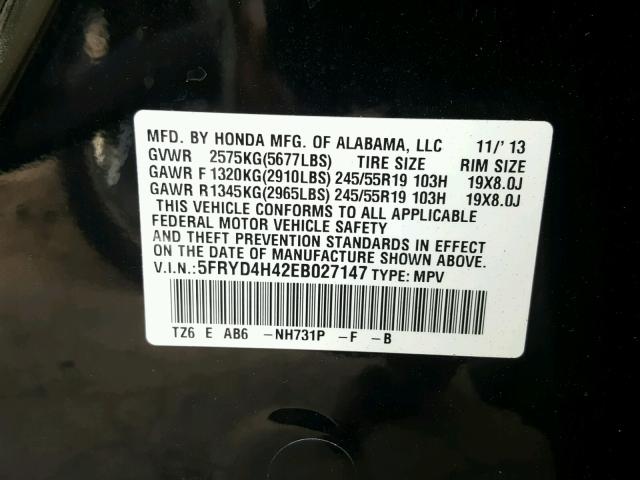 MFD. BY HONDA MFG. OF ALABAMA, LLC 11/'13
GVWR 2575KG(5677LBS) TIRE SIZE RIM SIZE
GAWR F 1320KG(2910LBS) 245/55R19 103H 19X8.0J
GAWR R 1345KG(2965LBS) 245/55R19 103H 19X8.0J
THIS VEHICLE CONFORMS TO ALL APPLICABLE
FEDERAL MOTOR VEHICLE SAFETY
AND THEFT PREVENTION STANDARDS IN EFFECT
ON THE DATE OF MANUFACTURE SHOWN ABOVE.
V.I.N.: 5FRYD4H42EB027147 TYPE: MPV
TZ6 E AB6 -NH731P -F -B